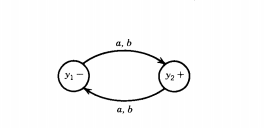 a, b
y₁ −
y₂ +
a, b